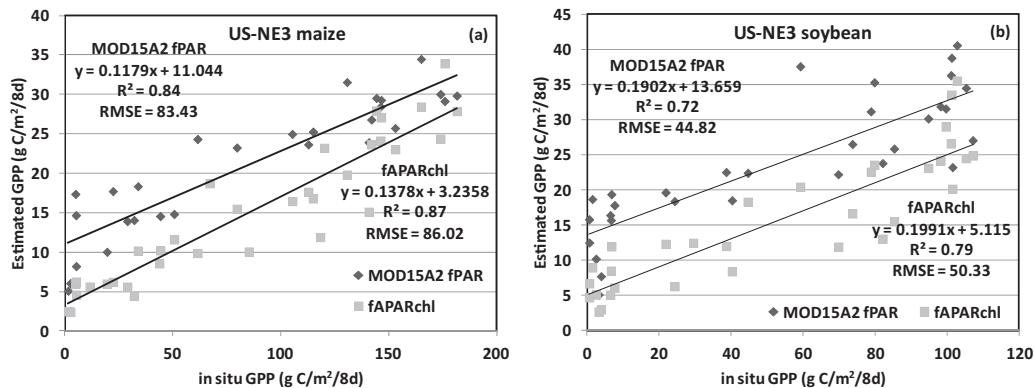 US-NE3 maize
(a)
MOD15A2 fPAR
y = 0.1179x + 11.044
R² = 0.84
RMSE = 83.43
fAPARchl
y = 0.1378x + 3.2358
R² = 0.87
RMSE = 86.02
MOD15A2 fPAR
fAPARchl
Estimated GPP (g C/m²/8d)
40
35
30
25
20
15
10
5
0
0 50 100 150 200
in situ GPP (g C/m²/8d)
US-NE3 soybean
(b)
MOD15A2 fPAR
y = 0.1902x + 13.659
R² = 0.72
RMSE = 44.82
fAPARchl
y = 0.1991x + 5.115
R² = 0.79
RMSE = 50.33
MOD15A2 fPAR fAPARchl
Estimated GPP (g C/m²/8d)
45
40
35
30
25
20
15
10
5
0
0 20 40 60 80 100 120
in situ GPP (g C/m²/8d)